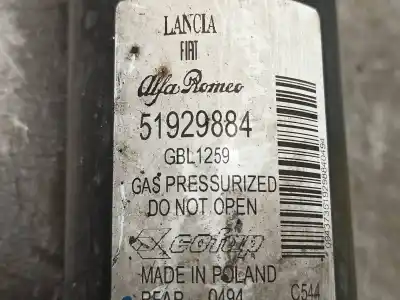 LANCIA
FIAT
Alfa Romeo
51929884
GBL1259
GAS PRESSURIZED
DO NOT OPEN
cofap
MADE IN POLAND
REAR 0494 C544